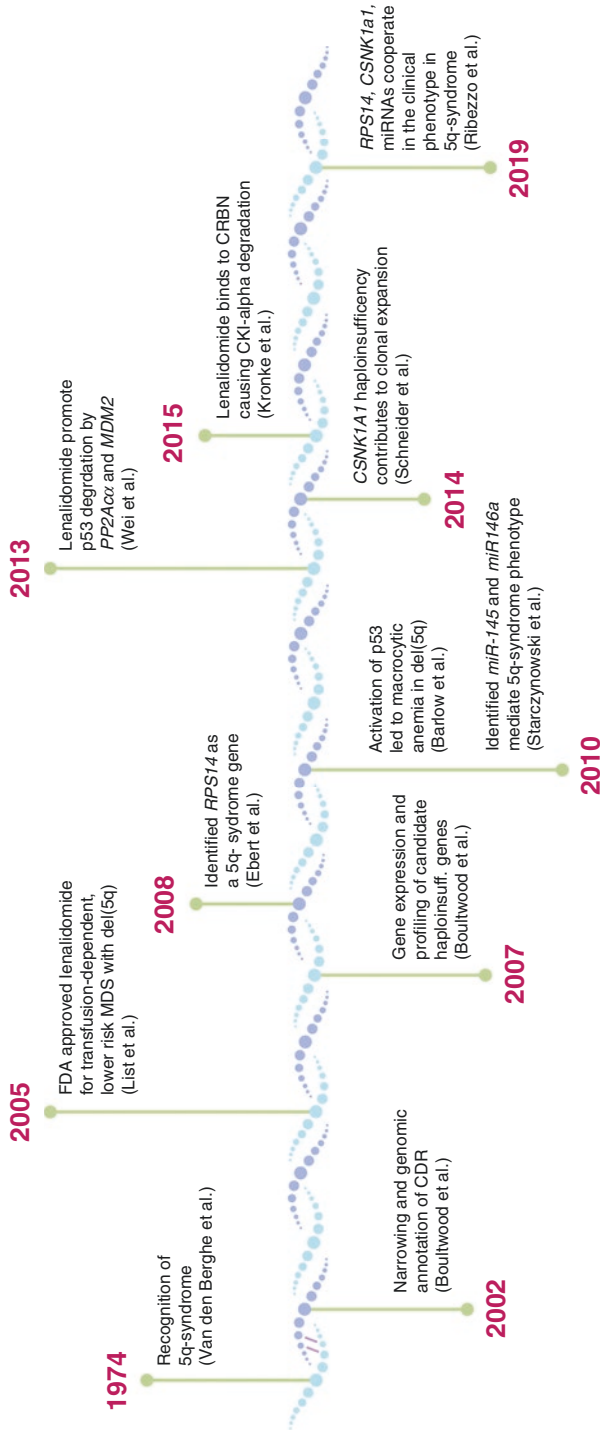 1974
Recognition of
5q-syndrome
(Van den Berghe et al.)
2002
Narrowing and genomic
annotation of CDR
(Boultwood et al.)
2005
FDA approved lenalidomide
for transfusion-dependent,
lower risk MDS with del(5q)
(List et al.)
2007
Gene expression and
profiling of candidate
haploinsuff. genes
(Boultwood et al.)
2008
Identified RPS14 as
a 5q- sydrome gene
(Ebert et al.)
2010
Activation of p53
led to macrocytic
anemia in del(5q)
(Barlow et al.)
Identified miR-145 and miR146a
mediate 5q-syndrome phenotype
(Starczynowski et al.)
2013
Lenalidomide promote
p53 degrdation by
PP2Acα and MDM2
(Wei et al.)
2014
CSNK1A1 haploinsufficency
contributes to clonal expansion
(Schneider et al.)
2015
Lenalidomide binds to CRBN
causing CKI-alpha degradation
(Kronke et al.)
2019
RPS14, CSNK1a1,
miRNAs cooperate
in the clinical
phenotype in
5q-syndrome
(Ribezzo et al.)